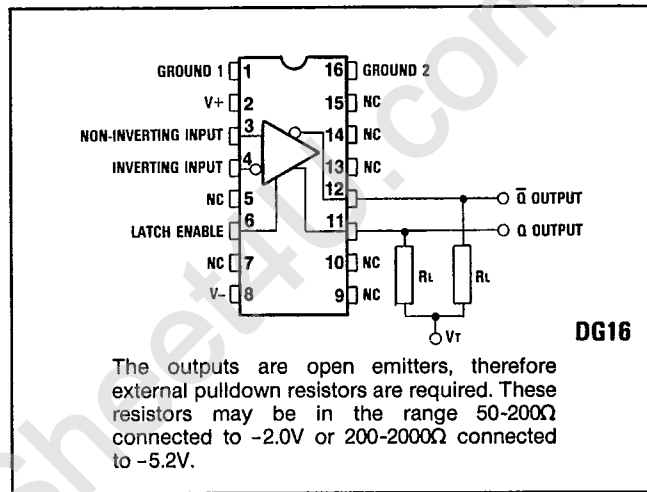 GROUND 1 1 16 GROUND 2
V+ 2 15 NC
NON-INVERTING INPUT 3 14 NC
INVERTING INPUT 4 13 NC
NC 5 12 Q̅ OUTPUT
LATCH ENABLE 6 11 Q OUTPUT
NC 7 10 NC
V- 8 9 NC
RL RL
VT
DG16
The outputs are open emitters, therefore
external pulldown resistors are required. These
resistors may be in the range 50-200Ω
connected to -2.0V or 200-2000Ω connected
to -5.2V.
sheet4U.com